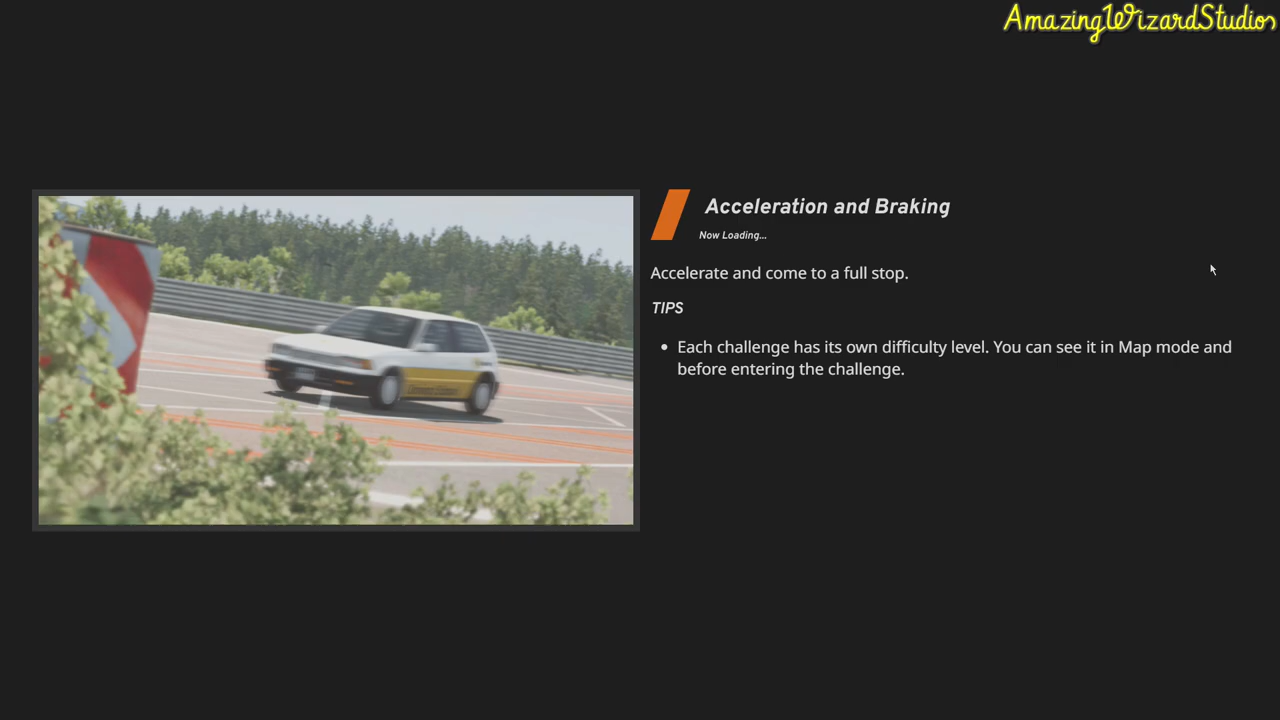 AmazingWizardStudios
Acceleration and Braking
Now Loading...
Accelerate and come to a full stop.
TIPS
• Each challenge has its own difficulty level. You can see it in Map mode and
before entering the challenge.